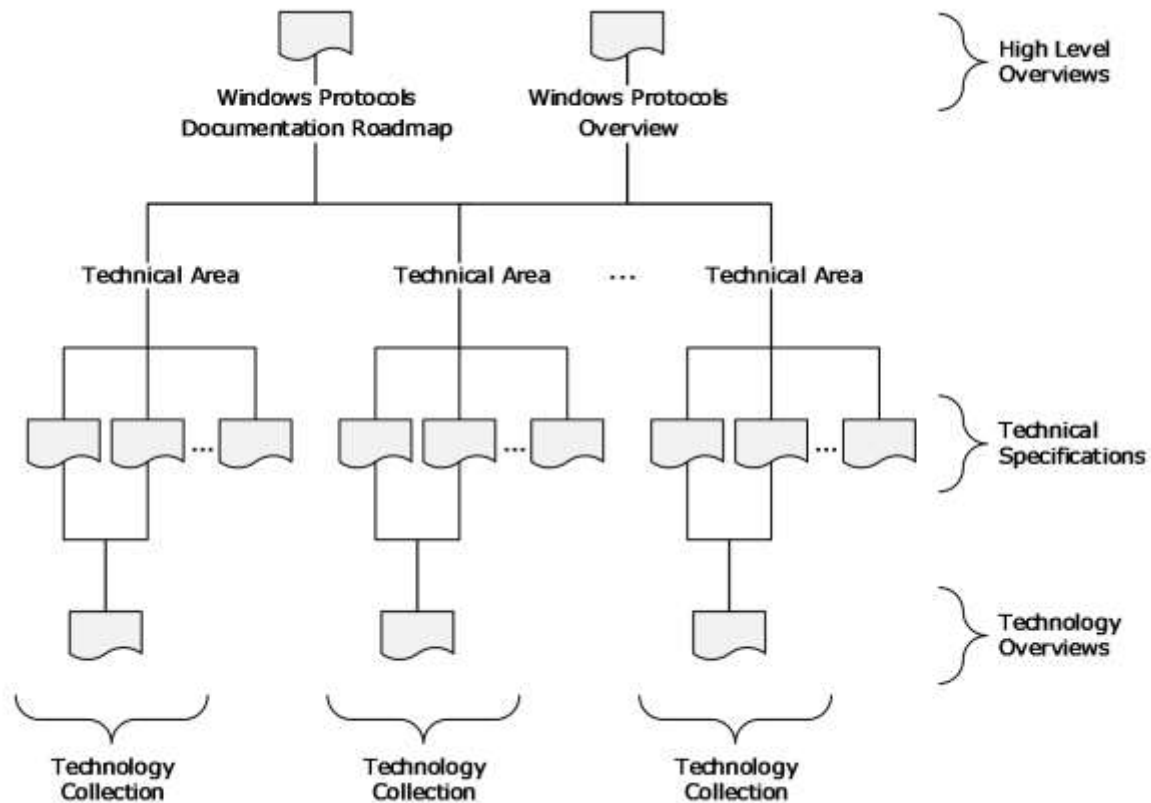 High Level
Overviews
Windows Protocols
Documentation Roadmap
Windows Protocols
Overview
Technical Area
Technical Area
...
Technical Area
...
...
...
Technical
Specifications
Technology
Overviews
Technology
Collection
Technology
Collection
Technology
Collection